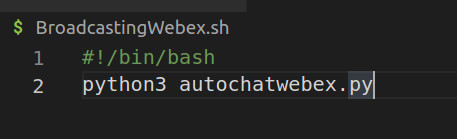 $ BroadcastingWebex.sh
1 #!/bin/bash
2 python3 autochatwebex.py